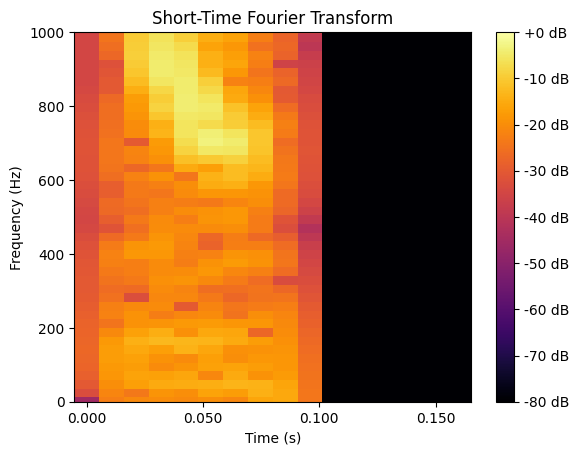 Short-Time Fourier Transform
1000
800
600
400
200
0
Frequency (Hz)
0.000
0.050
0.100
0.150
Time (s)
+0 dB
-10 dB
-20 dB
-30 dB
-40 dB
-50 dB
-60 dB
-70 dB
-80 dB